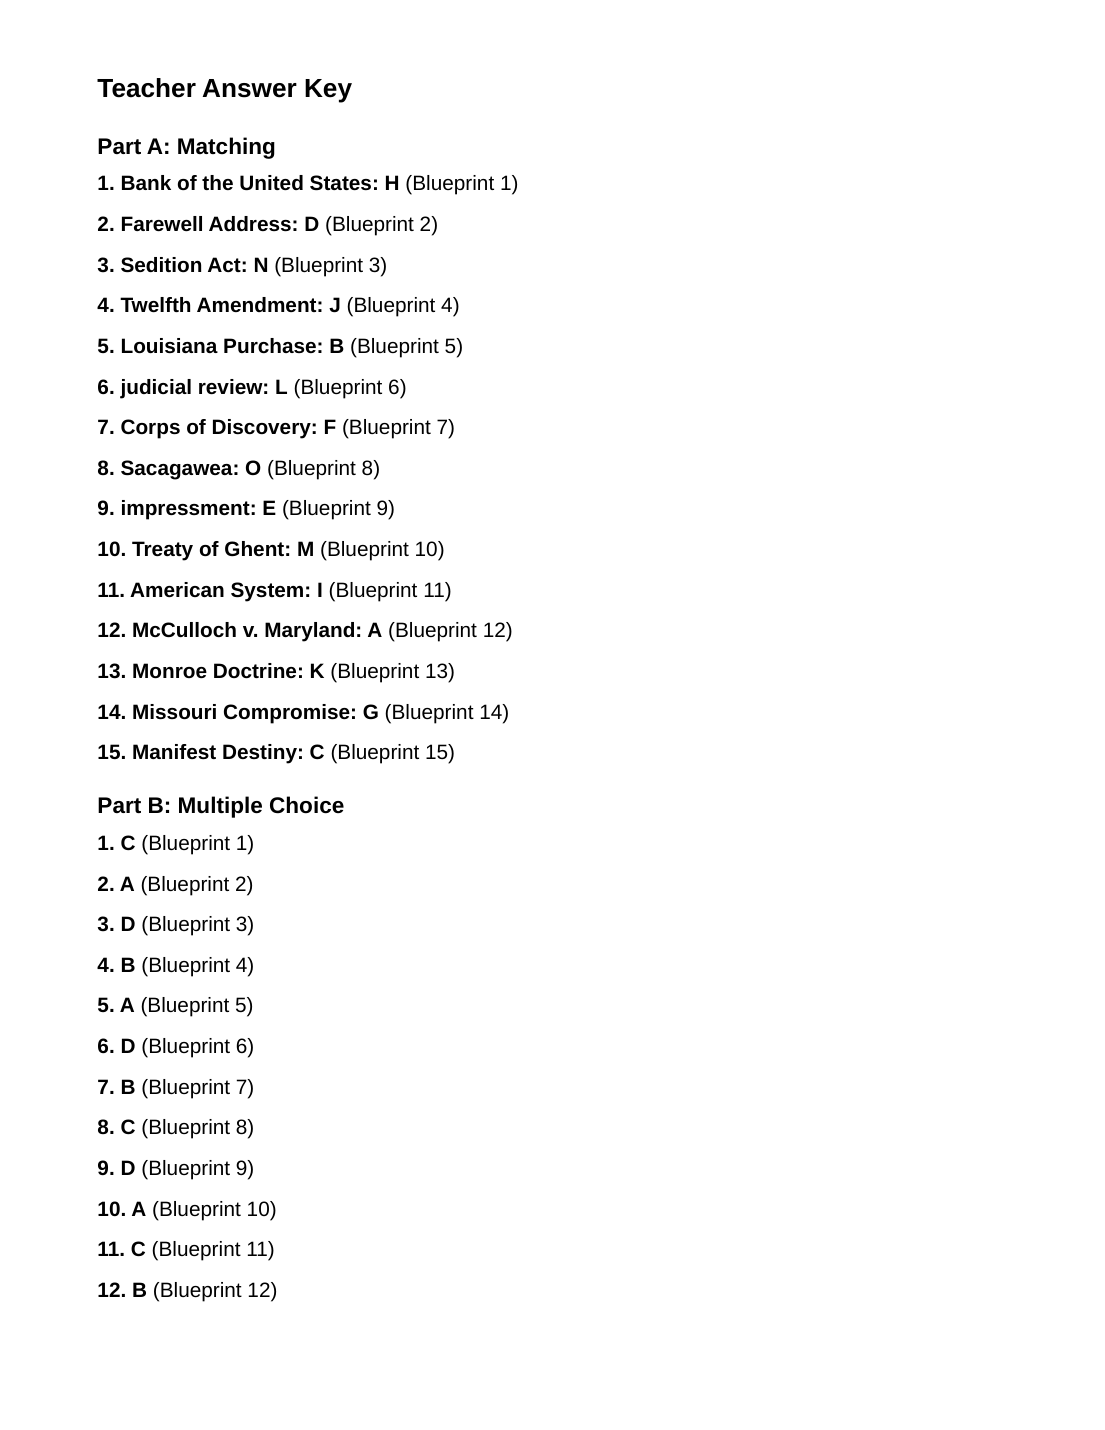 Teacher Answer Key
Part A: Matching
1. Bank of the United States: H (Blueprint 1)
2. Farewell Address: D (Blueprint 2)
3. Sedition Act: N (Blueprint 3)
4. Twelfth Amendment: J (Blueprint 4)
5. Louisiana Purchase: B (Blueprint 5)
6. judicial review: L (Blueprint 6)
7. Corps of Discovery: F (Blueprint 7)
8. Sacagawea: O (Blueprint 8)
9. impressment: E (Blueprint 9)
10. Treaty of Ghent: M (Blueprint 10)
11. American System: I (Blueprint 11)
12. McCulloch v. Maryland: A (Blueprint 12)
13. Monroe Doctrine: K (Blueprint 13)
14. Missouri Compromise: G (Blueprint 14)
15. Manifest Destiny: C (Blueprint 15)
Part B: Multiple Choice
1. C (Blueprint 1)
2. A (Blueprint 2)
3. D (Blueprint 3)
4. B (Blueprint 4)
5. A (Blueprint 5)
6. D (Blueprint 6)
7. B (Blueprint 7)
8. C (Blueprint 8)
9. D (Blueprint 9)
10. A (Blueprint 10)
11. C (Blueprint 11)
12. B (Blueprint 12)